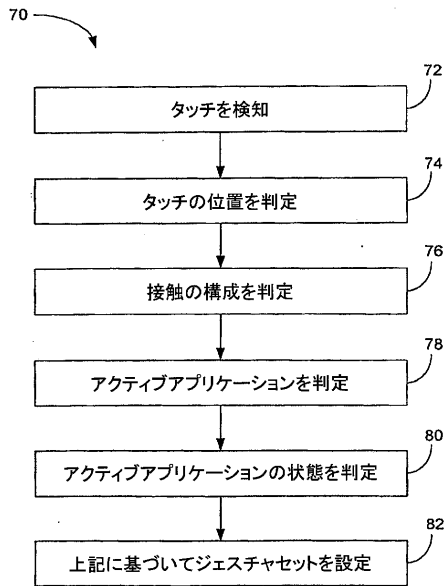 70
72
タッチを検知
74
タッチの位置を判定
76
接触の構成を判定
78
アクティブアプリケーションを判定
80
アクティブアプリケーションの状態を判定
82
上記に基づいてジェスチャセットを設定